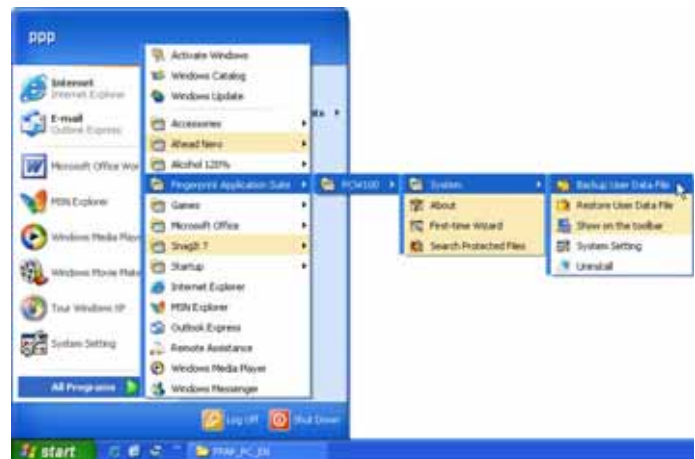 ppp
Internet
Internet Explorer
E-mail
Outlook Express
Microsoft Office Wor
MSN Explorer
Windows Media Play
Windows Movie Make
Tour Windows XP
System Setting
All Programs
Activate Windows
Windows Catalog
Windows Update
Accessories
Ahead Nero
Alcohol 120%
Fingerprint Application Suite
Games
Microsoft Office
SnagIt 7
Startup
Internet Explorer
MSN Explorer
Outlook Express
Remote Assistance
Windows Media Player
Windows Messenger
System
About
First-time Wizard
Search Protected Files
Backup User Data File
Restore User Data File
Show on the toolbar
System Setting
Uninstall
Log Off
Shut Down
start